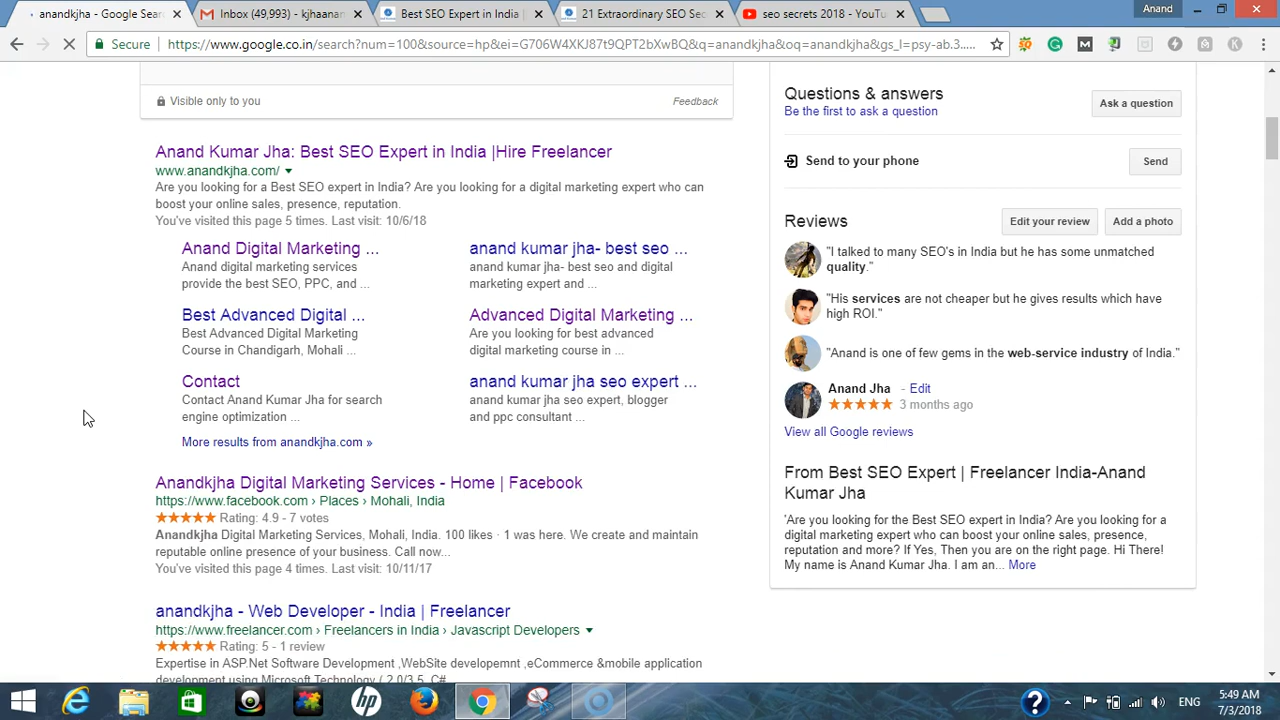 andkjha - Google Sear
Inbox (49,993) - kjhaanan
Best SEO Expert in India |
21 Extraordinary SEO Sec
seo secrets 2018 - YouTu
Anand
Secure
https://www.google.co.in/search?num=100&source=hp&ei=G706W4XKJ87t9QPT2hXwBQ&q=anandkjha&oq=anandkjha&gs_l=psy-ab.3.....
Visible only to you
Feedback
Anand Kumar Jha: Best SEO Expert in India |Hire Freelancer
www.anandkjha.com/
Are you looking for a Best SEO expert in India? Are you looking for a digital marketing expert who can
boost your online sales, presence, reputation.
You've visited this page 5 times. Last visit: 10/6/18
Anand Digital Marketing ...
Anand digital marketing services
provide the best SEO, PPC, and ...
anand kumar jha- best seo ...
anand kumar jha- best seo and digital
marketing expert and ...
Best Advanced Digital ...
Best Advanced Digital Marketing
Course in Chandigarh, Mohali ...
Advanced Digital Marketing ...
Are you looking for best advanced
digital marketing course in ...
Contact
Contact Anand Kumar Jha for search
engine optimization ...
anand kumar jha seo expert ...
anand kumar jha seo expert, blogger
and ppc consultant ...
More results from anandkjha.com »
Anandkjha Digital Marketing Services - Home | Facebook
https://www.facebook.com › Places › Mohali, India
Rating: 4.9 - 7 votes
Anandkjha Digital Marketing Services, Mohali, India. 100 likes · 1 was here. We create and maintain
reputable online presence of your business. Call now...
You've visited this page 4 times. Last visit: 10/11/17
anandkjha - Web Developer - India | Freelancer
https://www.freelancer.com › Freelancers in India › Javascript Developers
Rating: 5 - 1 review
Expertise in ASP.Net Software Development ,WebSite developemnt ,eCommerce &mobile application
development using Microsoft Technology / 2.0/3.5, C#
Questions & answers
Be the first to ask a question
Ask a question
Send to your phone
Send
Reviews
Edit your review
Add a photo
"I talked to many SEO's in India but he has some unmatched
quality."
"His services are not cheaper but he gives results which have
high ROI."
"Anand is one of few gems in the web-service industry of India."
Anand Jha - Edit
3 months ago
View all Google reviews
From Best SEO Expert | Freelancer India-Anand
Kumar Jha
'Are you looking for the Best SEO expert in India? Are you looking for a
digital marketing expert who can boost your online sales, presence,
reputation and more? If Yes, Then you are on the right page. Hi There!
My name is Anand Kumar Jha. I am an... More
hp
ENG
5:49 AM
7/3/2018